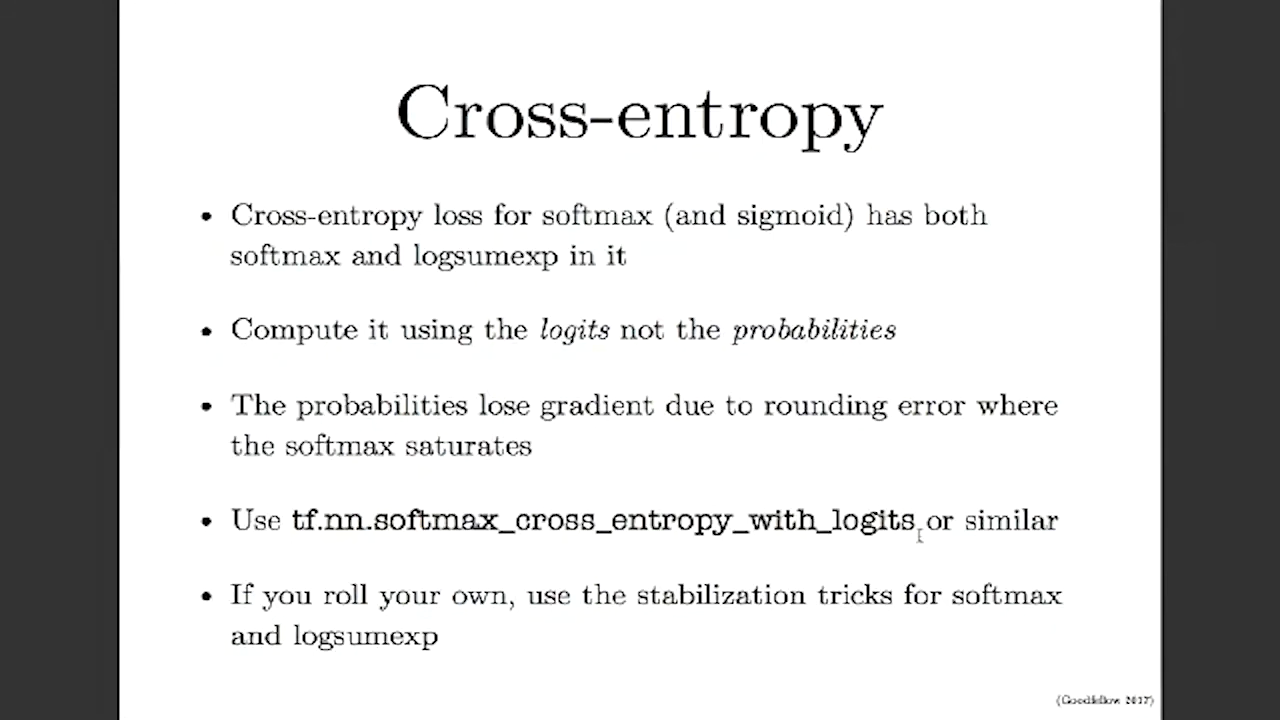 Cross-entropy
• Cross-entropy loss for softmax (and sigmoid) has both
softmax and logsumexp in it
• Compute it using the logits not the probabilities
• The probabilities lose gradient due to rounding error where
the softmax saturates
• Use tf.nn.softmax_cross_entropy_with_logits or similar
• If you roll your own, use the stabilization tricks for softmax
and logsumexp
(Goodfellow 2017)